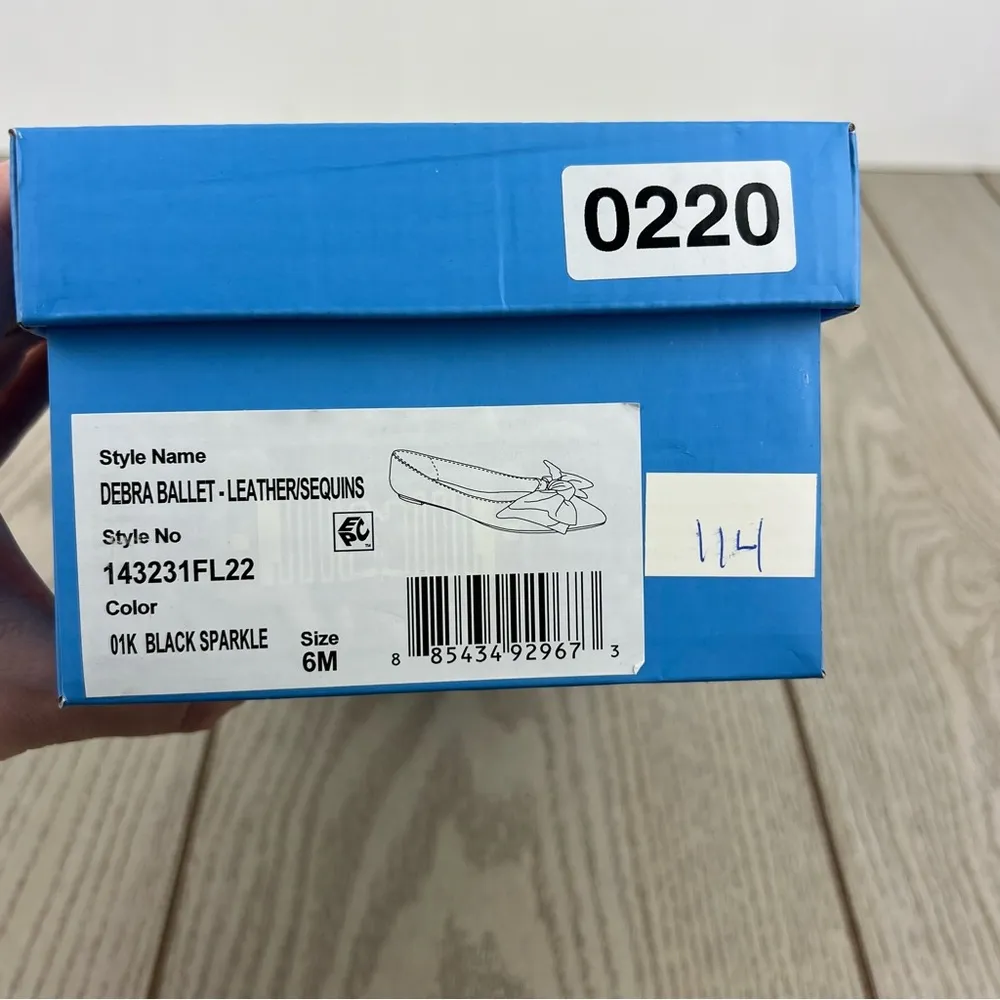 0220
Style Name
DEBRA BALLET - LEATHER/SEQUINS
Style No
EPC™
143231FL22
Color
01K BLACK SPARKLE
Size
6M
8 85434 92967 3
114